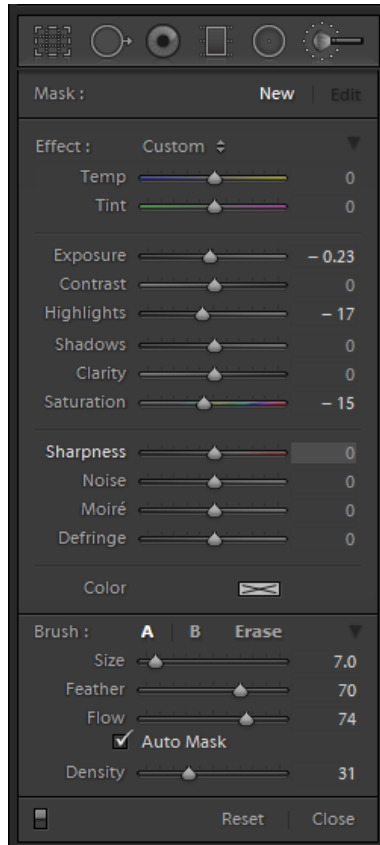 Mask : New Edit
Effect : Custom
Temp 0
Tint 0
Exposure – 0.23
Contrast 0
Highlights – 17
Shadows 0
Clarity 0
Saturation – 15
Sharpness 0
Noise 0
Moiré 0
Defringe 0
Color
Brush : A B Erase
Size 7.0
Feather 70
Flow 74
Auto Mask
Density 31
Reset Close